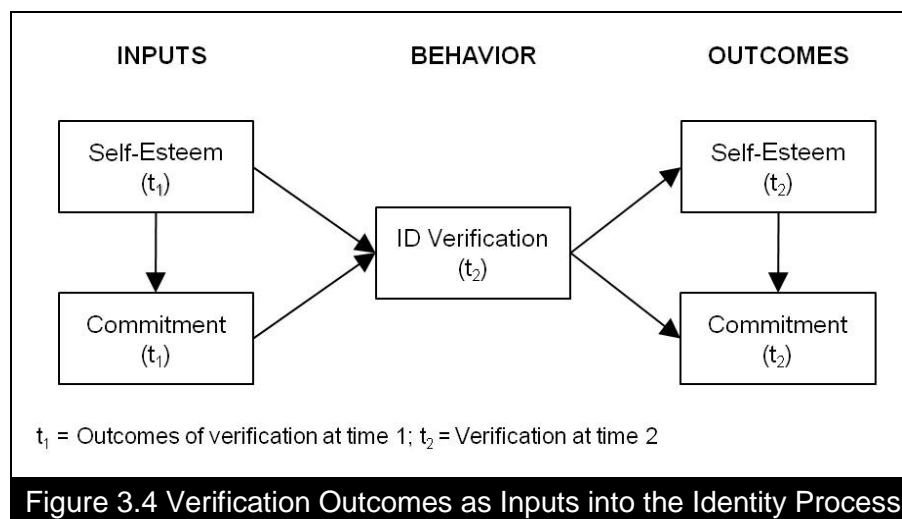 INPUTS BEHAVIOR OUTCOMES
Self-Esteem
(t₁)
Self-Esteem
(t₂)
ID Verification
(t₂)
Commitment
(t₁)
Commitment
(t₂)
t₁ = Outcomes of verification at time 1; t₂ = Verification at time 2
Figure 3.4 Verification Outcomes as Inputs into the Identity Process